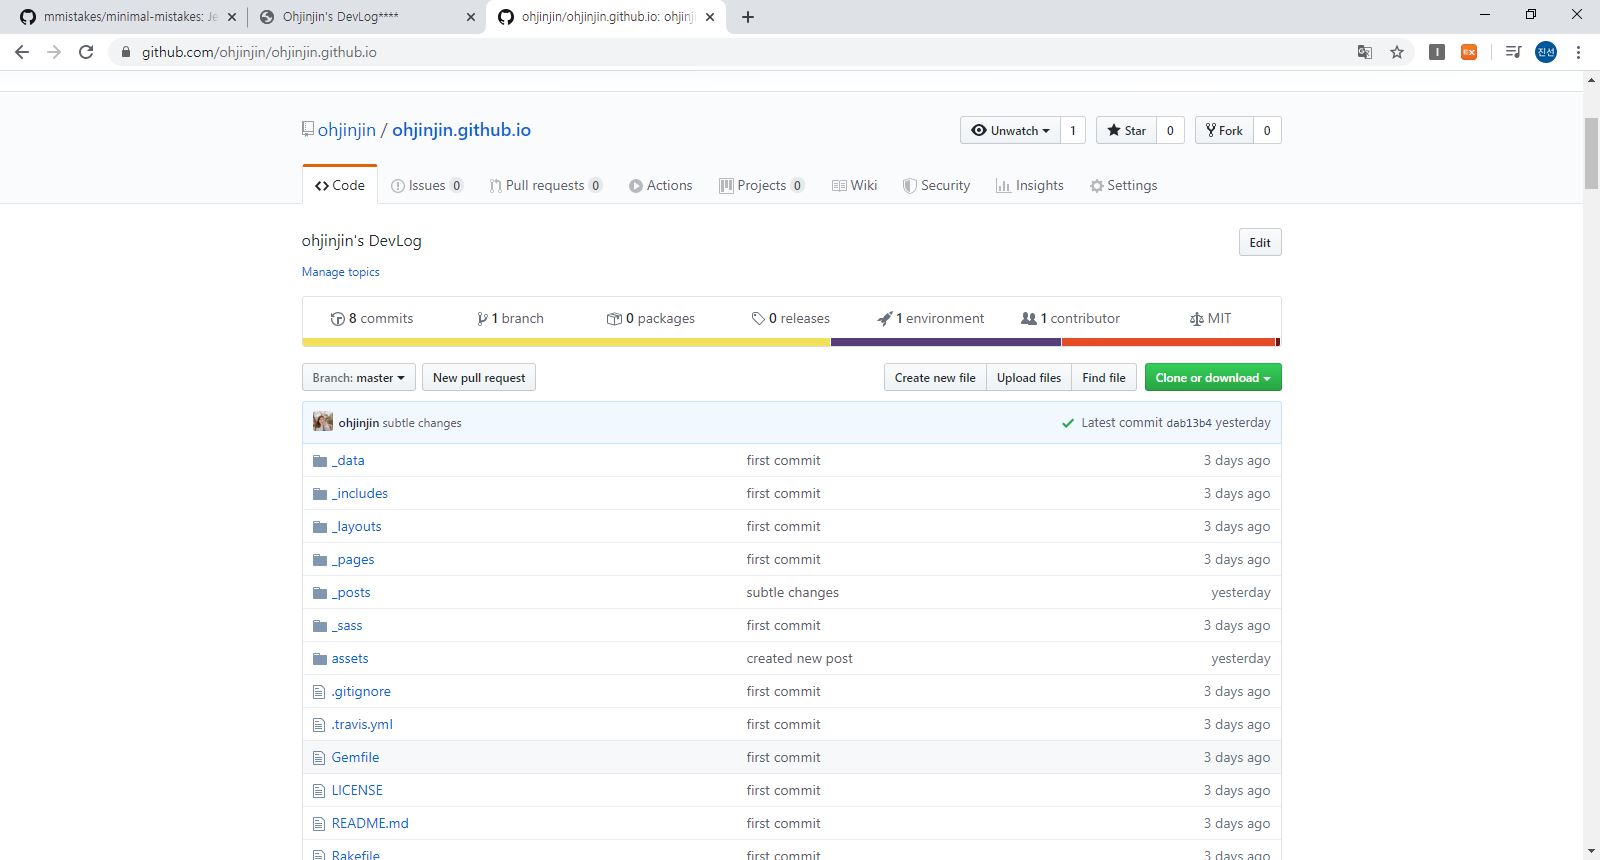 mmistakes/minimal-mistakes: Je
Ohjinjin's DevLog****
ohjinjin/ohjinjin.github.io: ohjinj
github.com/ohjinjin/ohjinjin.github.io
진선
ohjinjin / ohjinjin.github.io
Unwatch 1
Star 0
Fork 0
Code
Issues 0
Pull requests 0
Actions
Projects 0
Wiki
Security
Insights
Settings
ohjinjin's DevLog
Edit
Manage topics
8 commits
1 branch
0 packages
0 releases
1 environment
1 contributor
MIT
Branch: master
New pull request
Create new file
Upload files
Find file
Clone or download
ohjinjin subtle changes
Latest commit dab13b4 yesterday
_data first commit 3 days ago
_includes first commit 3 days ago
_layouts first commit 3 days ago
_pages first commit 3 days ago
_posts subtle changes yesterday
_sass first commit 3 days ago
assets created new post yesterday
.gitignore first commit 3 days ago
.travis.yml first commit 3 days ago
Gemfile first commit 3 days ago
LICENSE first commit 3 days ago
README.md first commit 3 days ago
Rakefile first commit 3 days ago